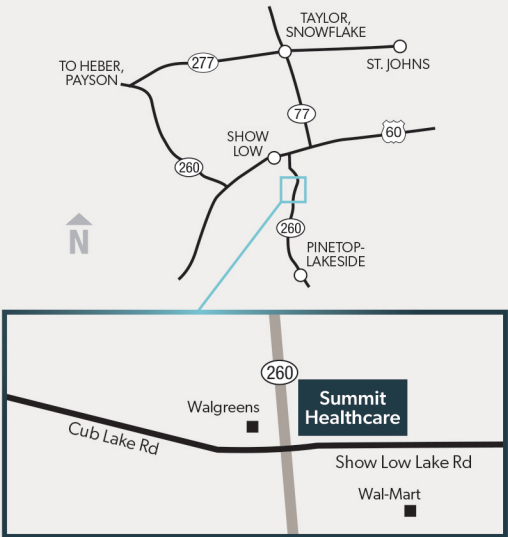 TAYLOR,
SNOWFLAKE
TO HEBER,
PAYSON
277
ST. JOHNS
77
SHOW
LOW
60
260
N
260
PINETOP-
LAKESIDE
260
Summit
Healthcare
Walgreens
Cub Lake Rd
Show Low Lake Rd
Wal-Mart